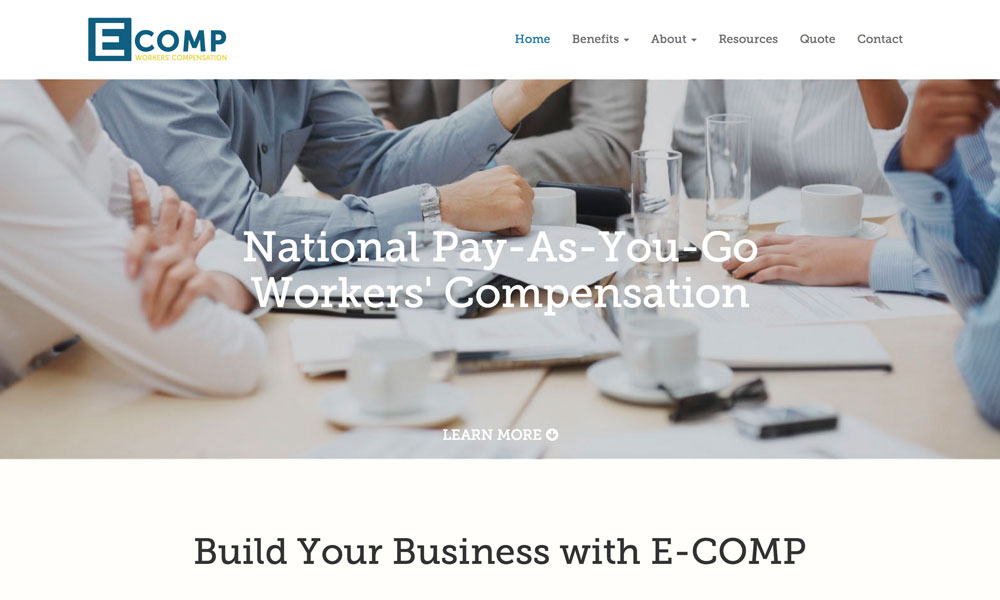 E COMP
WORKERS' COMPENSATION
Home Benefits About Resources Quote Contact
National Pay-As-You-Go
Workers' Compensation
LEARN MORE
Build Your Business with E-COMP